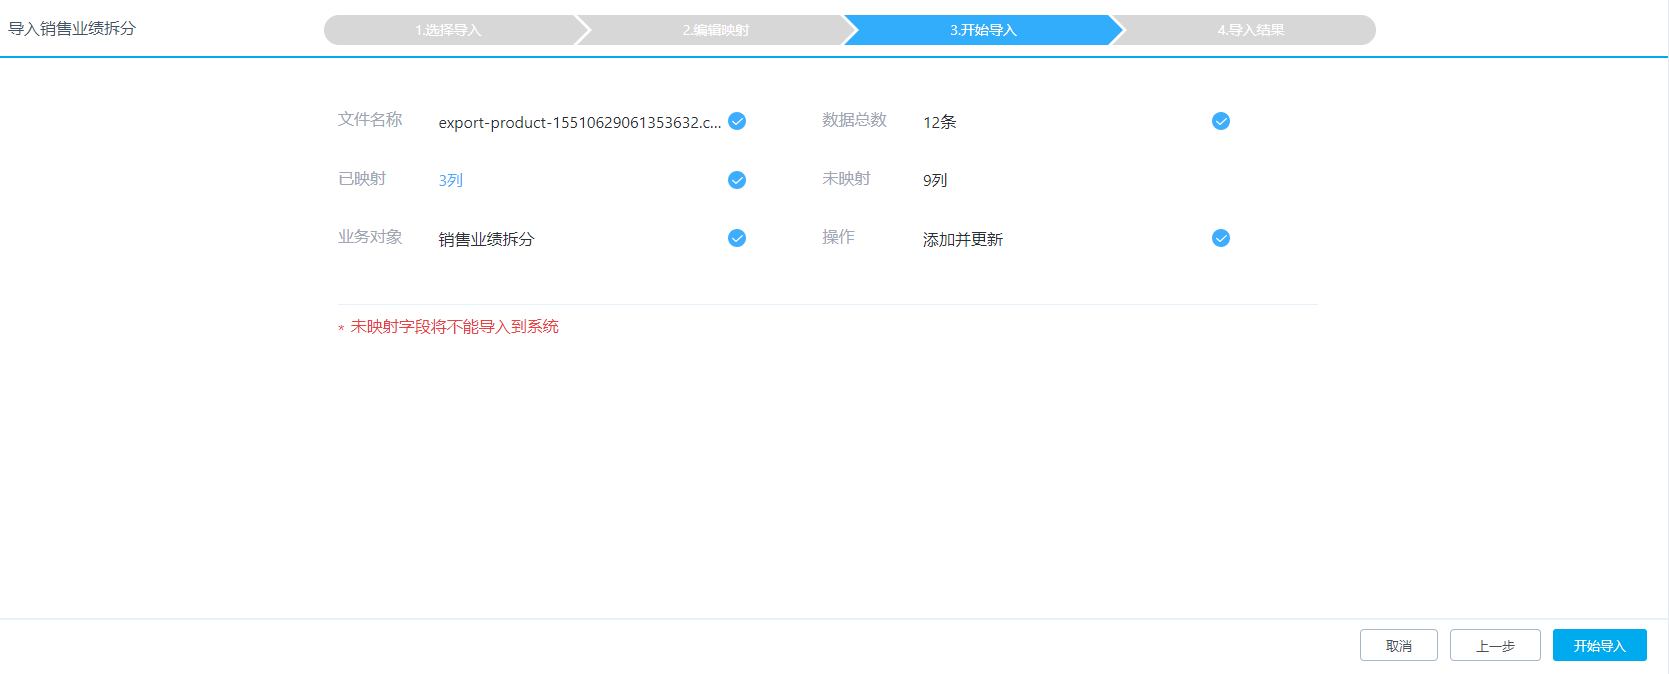 导入销售业绩拆分
1.选择导入
2.编辑映射
3.开始导入
4.导入结果
文件名称 export-product-15510629061353632.c... 数据总数 12条
已映射 3列 未映射 9列
业务对象 销售业绩拆分 操作 添加并更新
* 未映射字段将不能导入到系统
取消 上一步 开始导入